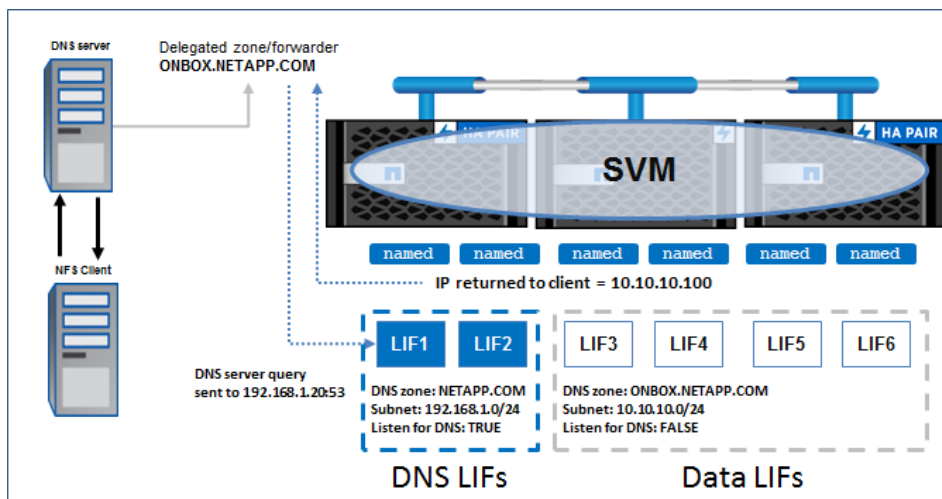 DNS server
Delegated zone/forwarder
ONBOX.NETAPP.COM
HA PAIR
HA PAIR
SVM
named
named
named
named
named
named
NFS Client
IP returned to client = 10.10.10.100
LIF1
LIF2
LIF3
LIF4
LIF5
LIF6
DNS server query
sent to 192.168.1.20:53
DNS zone: NETAPP.COM
Subnet: 192.168.1.0/24
Listen for DNS: TRUE
DNS zone: ONBOX.NETAPP.COM
Subnet: 10.10.10.0/24
Listen for DNS: FALSE
DNS LIFs
Data LIFs